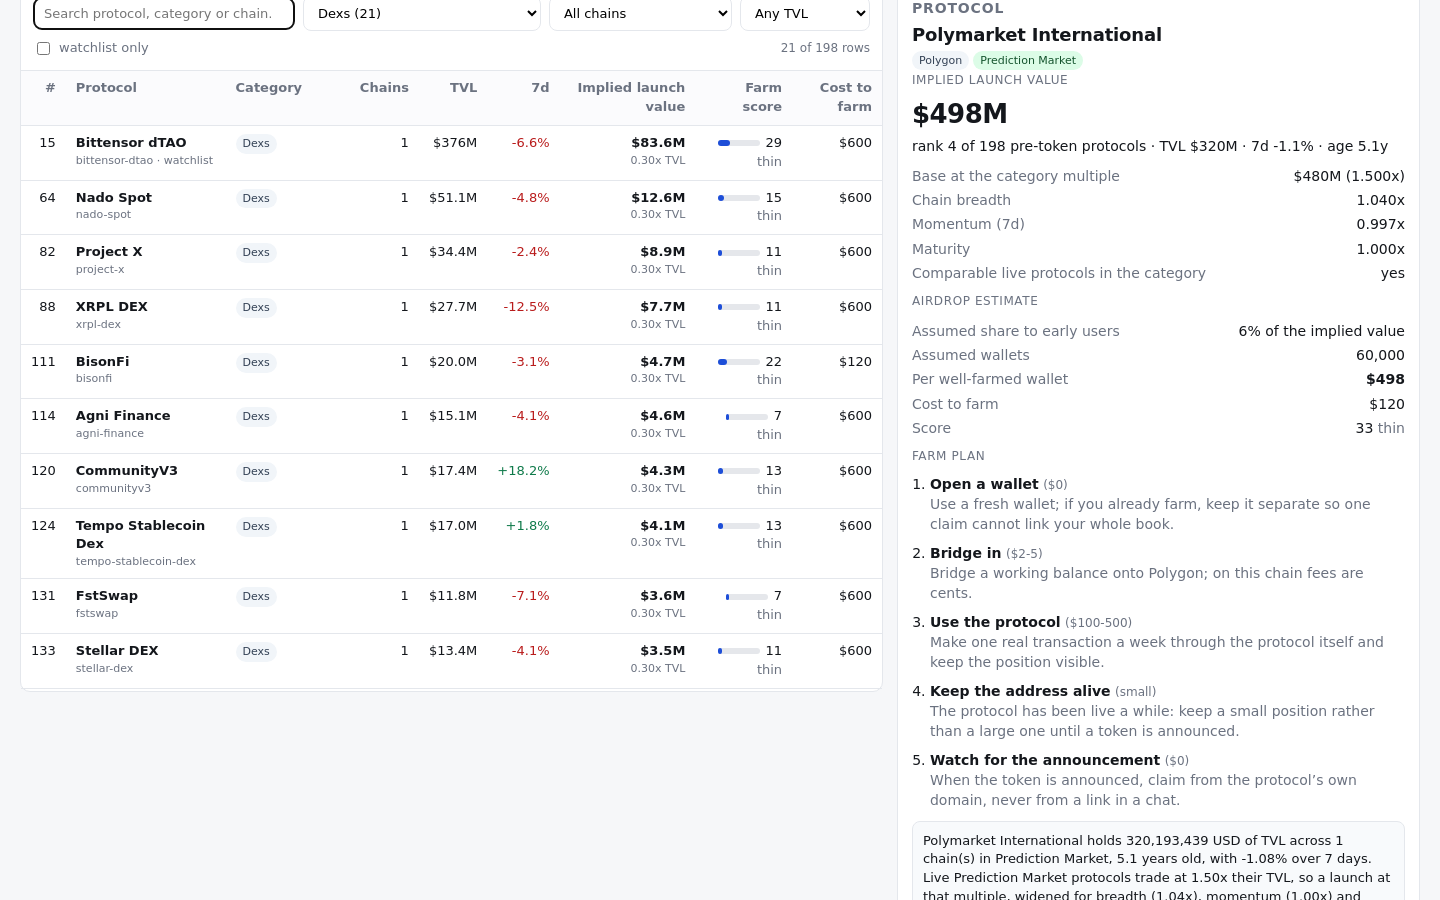 Search protocol, category or chain.
Dexs (21)
All chains
Any TVL
watchlist only
21 of 198 rows
# Protocol Category Chains TVL 7d Implied launch value Farm score Cost to farm
15 Bittensor dTAO Dexs 1 $376M -6.6% $83.6M 29 $600
bittensor-dtao · watchlist 0.30x TVL thin
64 Nado Spot Dexs 1 $51.1M -4.8% $12.6M 15 $600
nado-spot 0.30x TVL thin
82 Project X Dexs 1 $34.4M -2.4% $8.9M 11 $600
project-x 0.30x TVL thin
88 XRPL DEX Dexs 1 $27.7M -12.5% $7.7M 11 $600
xrpl-dex 0.30x TVL thin
111 BisonFi Dexs 1 $20.0M -3.1% $4.7M 22 $120
bisonfi 0.30x TVL thin
114 Agni Finance Dexs 1 $15.1M -4.1% $4.6M 7 $600
agni-finance 0.30x TVL thin
120 CommunityV3 Dexs 1 $17.4M +18.2% $4.3M 13 $600
communityv3 0.30x TVL thin
124 Tempo Stablecoin Dex Dexs 1 $17.0M +1.8% $4.1M 13 $600
tempo-stablecoin-dex 0.30x TVL thin
131 FstSwap Dexs 1 $11.8M -7.1% $3.6M 7 $600
fstswap 0.30x TVL thin
133 Stellar DEX Dexs 1 $13.4M -4.1% $3.5M 11 $600
stellar-dex 0.30x TVL thin
PROTOCOL
Polymarket International
Polygon Prediction Market
IMPLIED LAUNCH VALUE
$498M
rank 4 of 198 pre-token protocols · TVL $320M · 7d -1.1% · age 5.1y
Base at the category multiple $480M (1.500x)
Chain breadth 1.040x
Momentum (7d) 0.997x
Maturity 1.000x
Comparable live protocols in the category yes
AIRDROP ESTIMATE
Assumed share to early users 6% of the implied value
Assumed wallets 60,000
Per well-farmed wallet $498
Cost to farm $120
Score 33 thin
FARM PLAN
1. Open a wallet ($0)
Use a fresh wallet; if you already farm, keep it separate so one
claim cannot link your whole book.
2. Bridge in ($2-5)
Bridge a working balance onto Polygon; on this chain fees are
cents.
3. Use the protocol ($100-500)
Make one real transaction a week through the protocol itself and
keep the position visible.
4. Keep the address alive (small)
The protocol has been live a while: keep a small position rather
than a large one until a token is announced.
5. Watch for the announcement ($0)
When the token is announced, claim from the protocol’s own
domain, never from a link in a chat.
Polymarket International holds 320,193,439 USD of TVL across 1
chain(s) in Prediction Market, 5.1 years old, with -1.08% over 7 days.
Live Prediction Market protocols trade at 1.50x their TVL, so a launch at
that multiple, widened for breadth (1.04x), momentum (1.00x) and